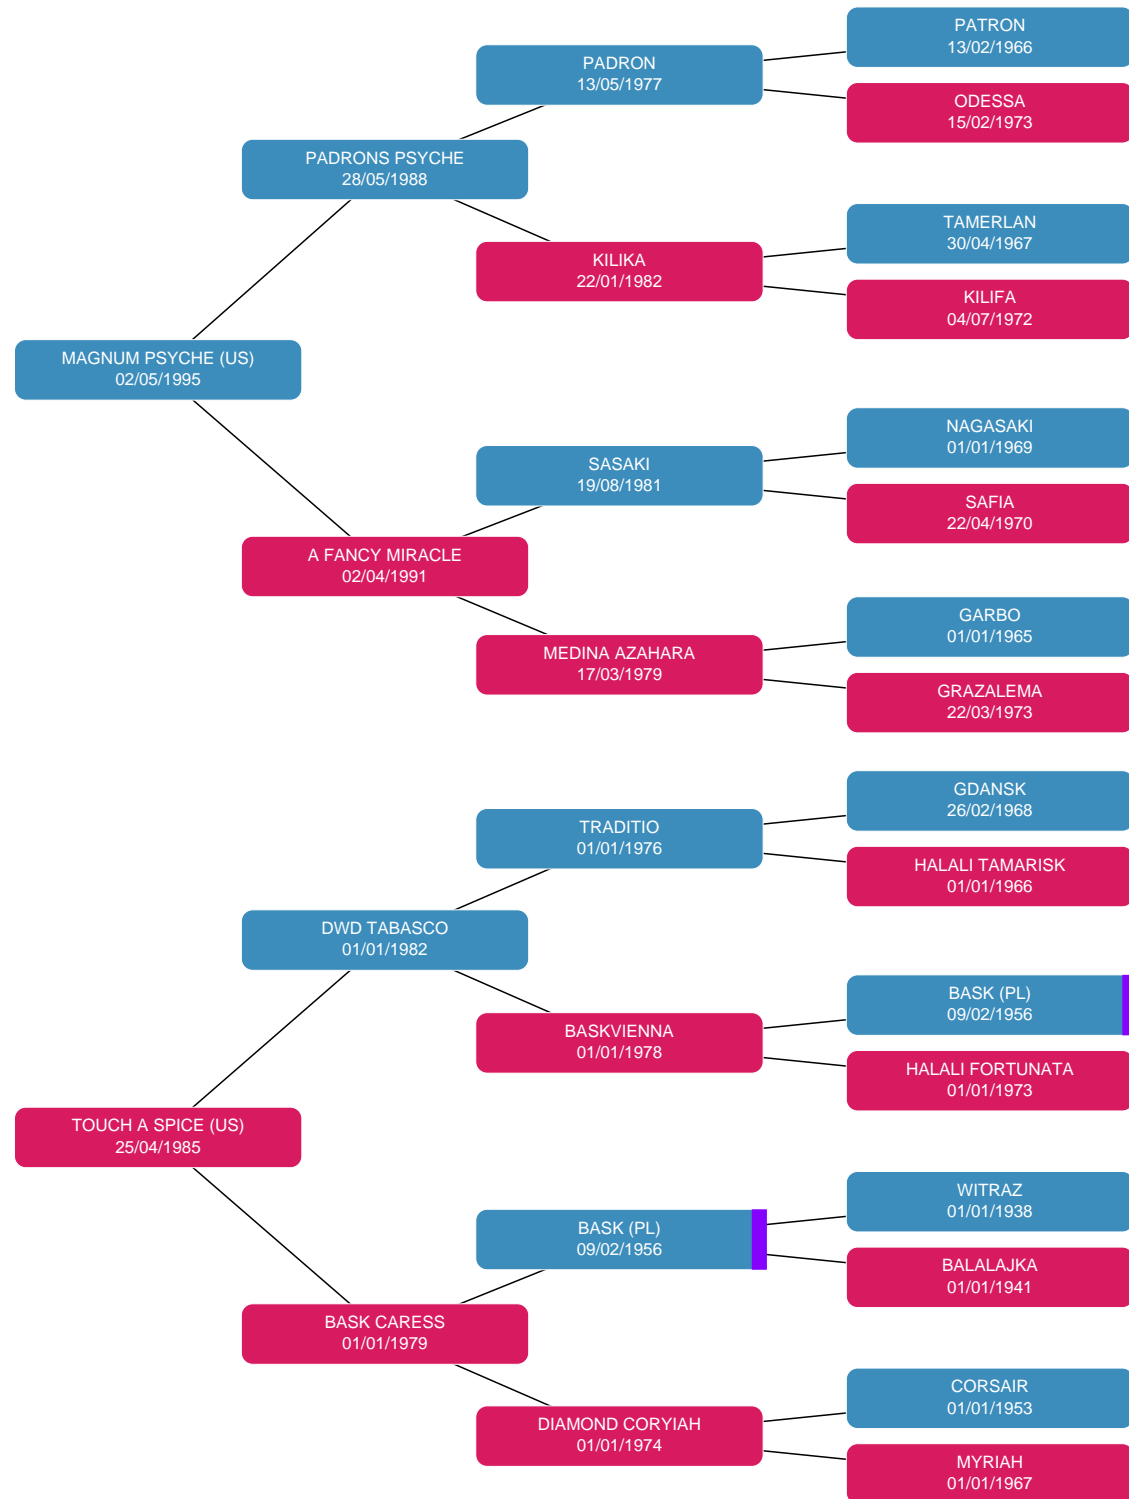 PATRON
13/02/1966
PADRON
13/05/1977
ODESSA
15/02/1973
PADRONS PSYCHE
28/05/1988
TAMERLAN
30/04/1967
KILIKA
22/01/1982
KILIFA
04/07/1972
MAGNUM PSYCHE (US)
02/05/1995
NAGASAKI
01/01/1969
SASAKI
19/08/1981
SAFIA
22/04/1970
A FANCY MIRACLE
02/04/1991
GARBO
01/01/1965
MEDINA AZAHARA
17/03/1979
GRAZALEMA
22/03/1973
GDANSK
26/02/1968
TRADITIO
01/01/1976
HALALI TAMARISK
01/01/1966
DWD TABASCO
01/01/1982
BASK (PL)
09/02/1956
BASKVIENNA
01/01/1978
HALALI FORTUNATA
01/01/1973
TOUCH A SPICE (US)
25/04/1985
WITRAZ
01/01/1938
BASK (PL)
09/02/1956
BALALAJKA
01/01/1941
BASK CARESS
01/01/1979
CORSAIR
01/01/1953
DIAMOND CORYIAH
01/01/1974
MYRIAH
01/01/1967